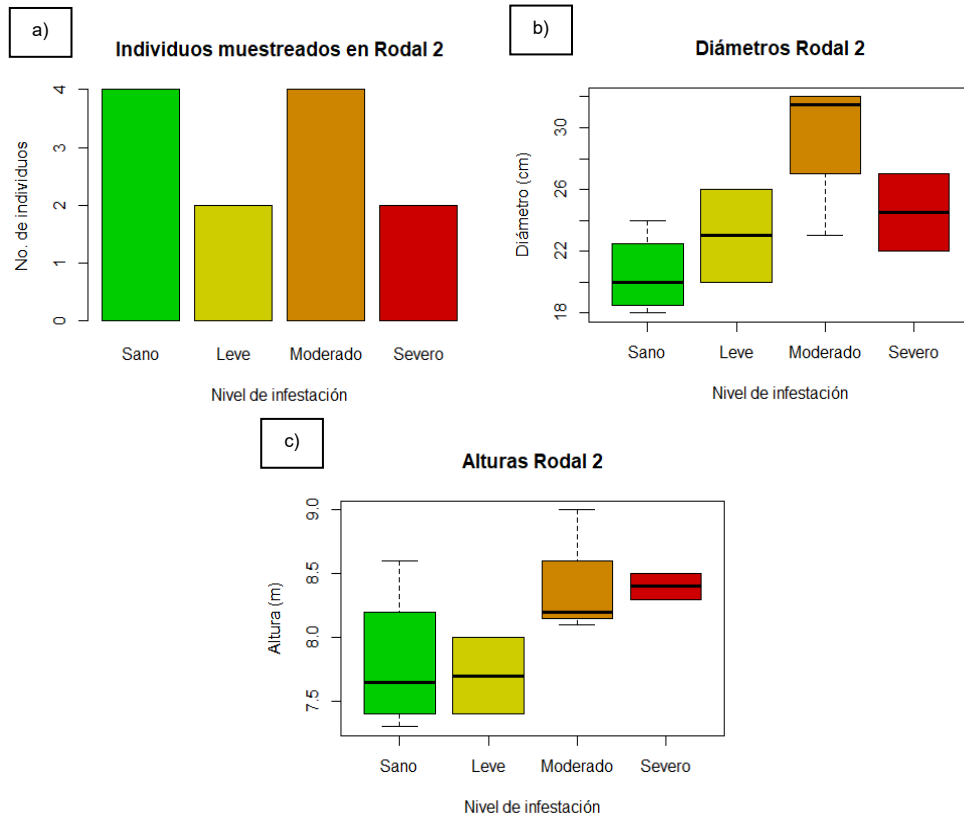 a)
Individuos muestreados en Rodal 2
No. de individuos
4
3
2
1
0
Sano Leve Moderado Severo
Nivel de infestación
b)
Diámetros Rodal 2
Diámetro (cm)
30
26
22
18
Sano Leve Moderado Severo
Nivel de infestación
c)
Alturas Rodal 2
Altura (m)
9.0
8.5
8.0
7.5
Sano Leve Moderado Severo
Nivel de infestación